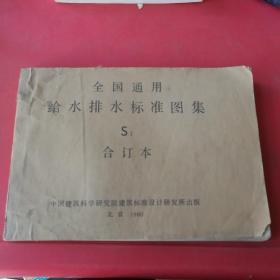 全国通用
给水排水标准图集
S₁
合订本
中国建筑科学研究院建筑标准设计研究所出版
北京 1980